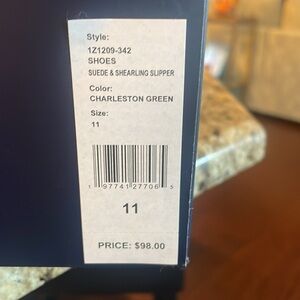 Style:
1Z1209-342
SHOES
SUEDE & SHEARLING SLIPPER
Color:
CHARLESTON GREEN
Size:
11
1 97741 27706 5
11
PRICE: $98.00